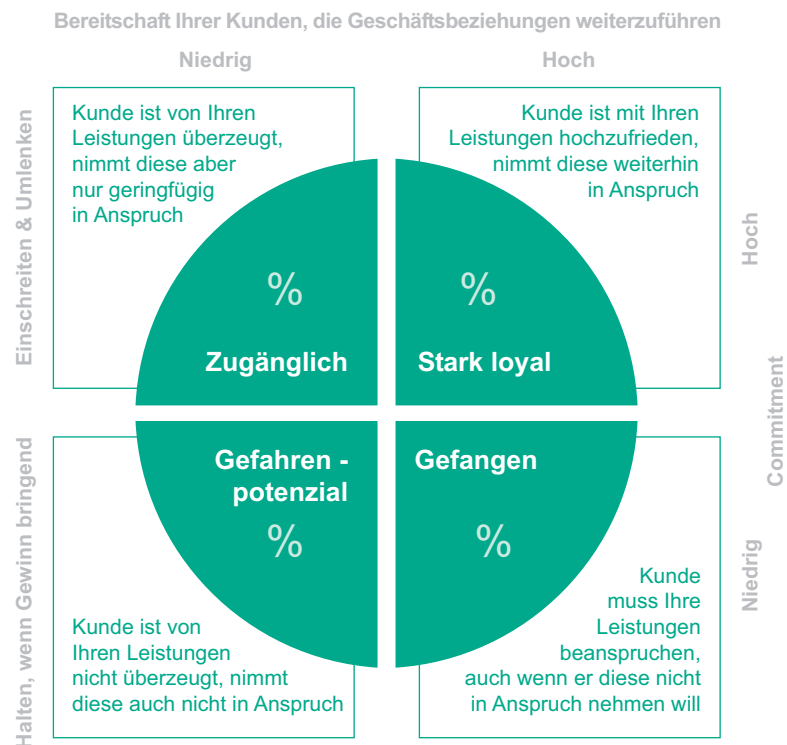 Bereitschaft Ihrer Kunden, die Geschäftsbeziehungen weiterzuführen
Niedrig
Hoch
Einschreiten & Umlenken
Kunde ist von Ihren
Leistungen überzeugt,
nimmt diese aber
nur geringfügig
in Anspruch
%
Zugänglich
Kunde ist mit Ihren
Leistungen hochzufrieden,
nimmt diese weiterhin
in Anspruch
%
Stark loyal
Hoch
Commitment
Halten, wenn Gewinn bringend
Gefahren -
potenzial
%
Kunde ist von
Ihren Leistungen
nicht überzeugt, nimmt
diese auch nicht in Anspruch
Gefangen
%
Kunde
muss Ihre
Leistungen
beanspruchen,
auch wenn er diese nicht
in Anspruch nehmen will
Niedrig